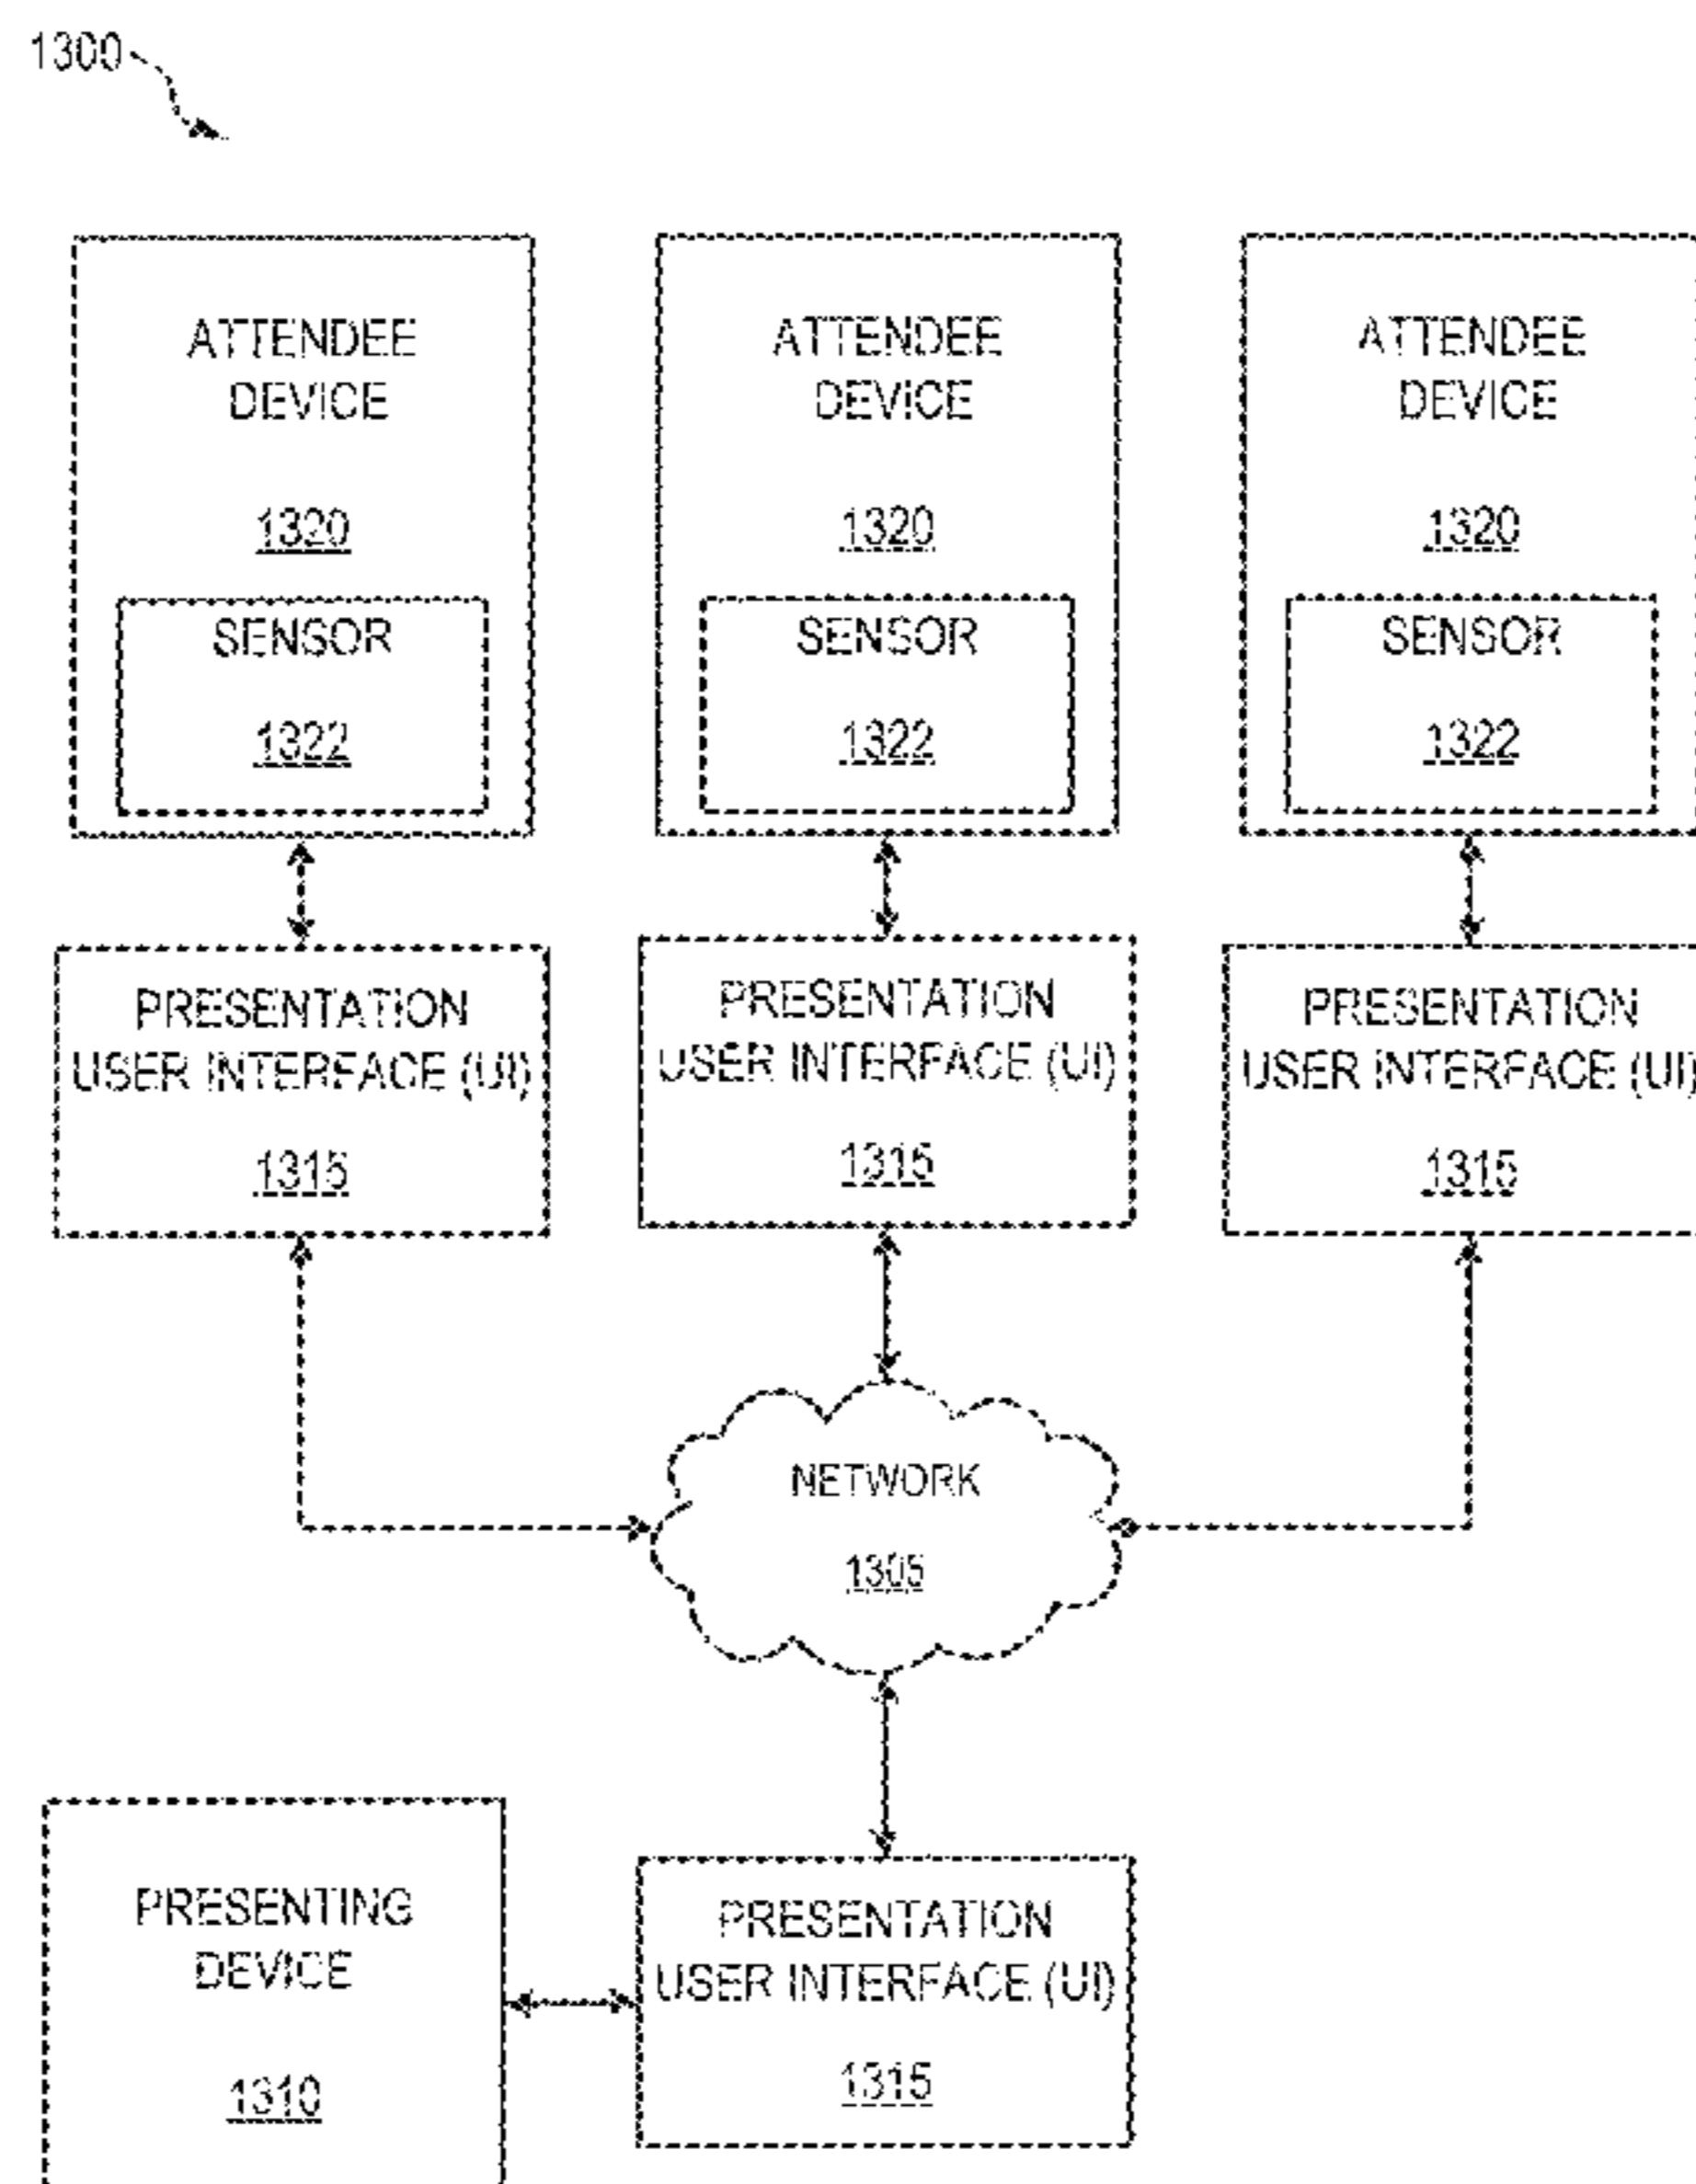 1300
ATTENDEE
DEVICE
1320
SENSOR
1322
ATTENDEE
DEVICE
1320
SENSOR
1322
ATTENDEE
DEVICE
1320
SENSOR
1322
PRESENTATION
USER INTERFACE (UI)
1315
PRESENTATION
USER INTERFACE (UI)
1315
PRESENTATION
USER INTERFACE (UI)
1315
NETWORK
1305
PRESENTING
DEVICE
1310
PRESENTATION
USER INTERFACE (UI)
1315